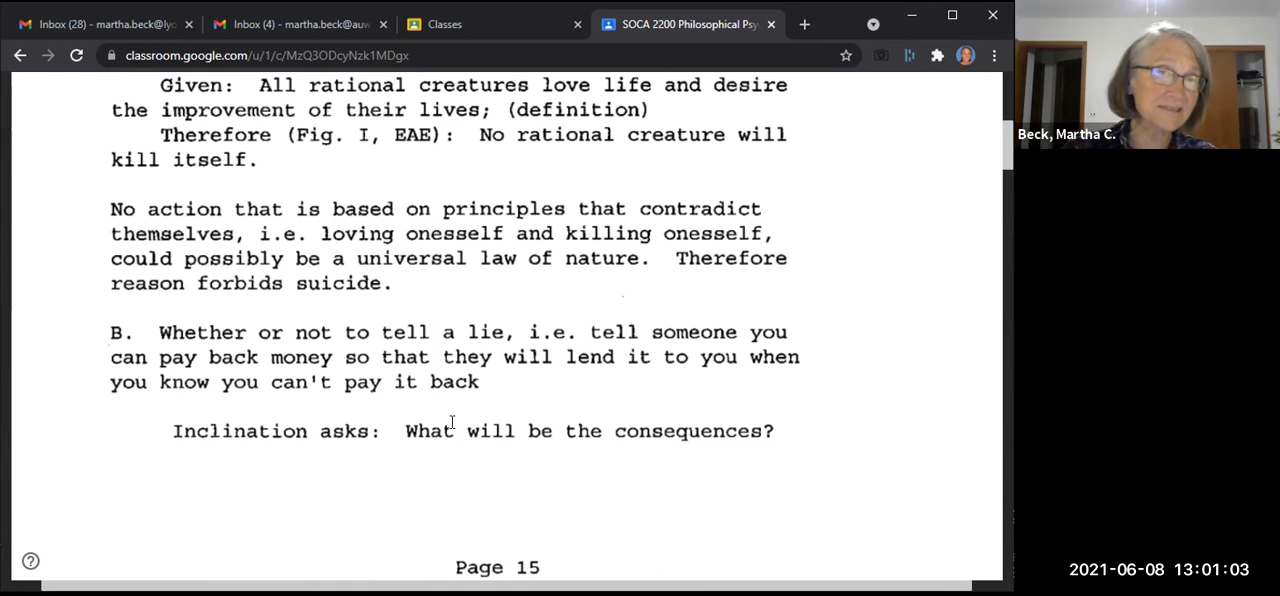 Inbox (28) - martha.beck@lyo
Inbox (4) - martha.beck@auw
Classes
SOCA 2200 Philosophical Psy
classroom.google.com/u/1/c/MzQ3ODcyNzk1MDgx
Given: All rational creatures love life and desire
the improvement of their lives; (definition)
Therefore (Fig. I, EAE): No rational creature will
kill itself.
No action that is based on principles that contradict
themselves, i.e. loving onesself and killing onesself,
could possibly be a universal law of nature. Therefore
reason forbids suicide.
B. Whether or not to tell a lie, i.e. tell someone you
can pay back money so that they will lend it to you when
you know you can't pay it back
Inclination asks: What will be the consequences?
Page 15
Beck, Martha C.
2021-06-08 13:01:03